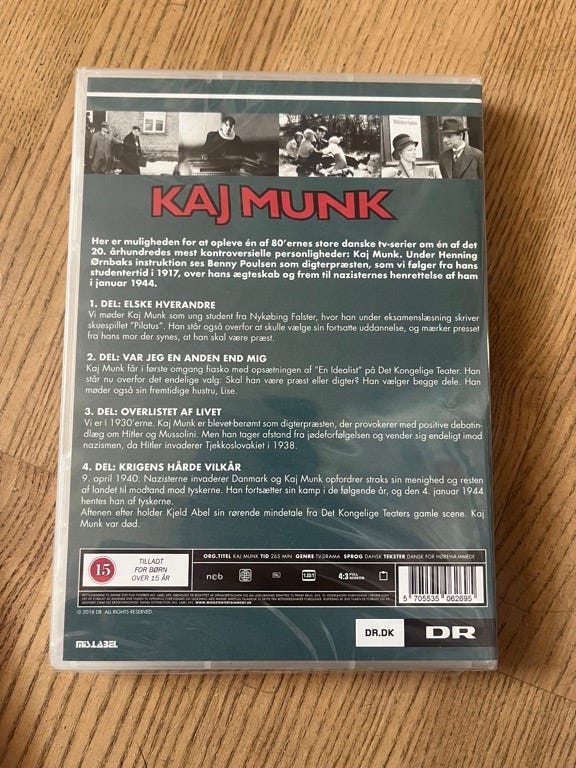 KAJ MUNK
Her er muligheden for at opleve én af 80'ernes store danske tv-serier om én af det
20. århundredes mest kontroversielle personligheder: Kaj Munk. Under Henning
Ørnbaks instruktion ses Benny Poulsen som digterpræsten, som vi følger fra hans
studentertid i 1917, over hans ægteskab og frem til nazisternes henrettelse af ham
i januar 1944.
1. DEL: ELSKE HVERANDRE
Vi møder Kaj Munk som ung student fra Nykøbing Falster, hvor han under eksamenslæsning skriver
skuespillet "Pilatus". Han står også overfor at skulle vælge sin fortsatte uddannelse, og mærker presset
fra hans mor der synes, at han skal være præst.
2. DEL: VAR JEG EN ANDEN END MIG
Kaj Munk får i første omgang fiasko med opsætningen af "En Idealist" på Det Kongelige Teater. Han
står nu overfor det endelige valg: Skal han være præst eller digter? Han vælger begge dele. Han
møder også sin fremtidige hustru, Lise.
3. DEL: OVERLISTET AF LIVET
Vi er i 1930'erne. Kaj Munk er blevet berømt som digterpræsten, der provokerer med positive debatind-
dlæg om Hitler og Mussolini. Men han tager afstand fra jødeforfølgelsen og vender sig endeligt imod
nazismen, da Hitler invaderer Tjekkoslovakiet i 1938.
4. DEL: KRIGENS HÅRDE VILKÅR
9. april 1940. Nazisterne invaderer Danmark og Kaj Munk opfordrer straks sin menighed og resten
af landet til modtand mod tyskerne. Han fortsætter sin kamp i de følgende år, og den 4. januar 1944
hentes han af tyskerne.
Aftenen efter holder Kjeld Abel sin rørende mindetale fra Det Kongelige Teaters gamle scene. Kaj
Munk var død.
ORG.TITEL KAJ MUNK TID 265 MIN GENRE TV-DRAMA SPROG DANSK TEKSTER DANSK FOR HØREHÆMMEDE
15
TILLADT
FOR BØRN
OVER 15 ÅR
ncb
1.33:1
4:3 FULL SCREEN
5 705535 062695
© 2018 DR. ALL RIGHTS RESERVED.
MIS.LABEL
DR.DK
DR